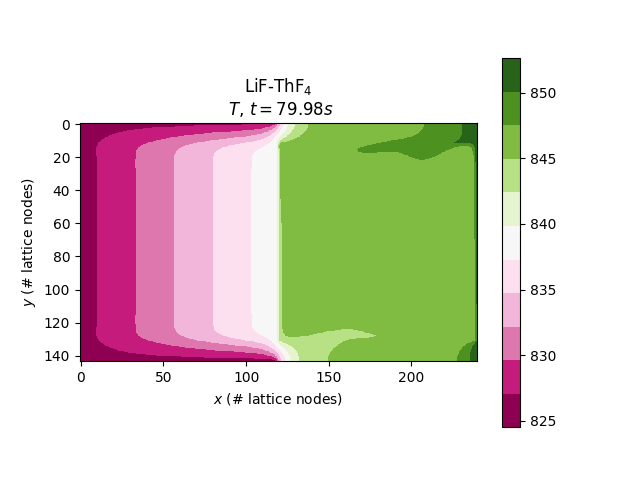 LiF-ThF₄
T, t = 79.98s
0
20
40
60
80
100
120
140
y (# lattice nodes)
0 50 100 150 200
x (# lattice nodes)
850
845
840
835
830
825